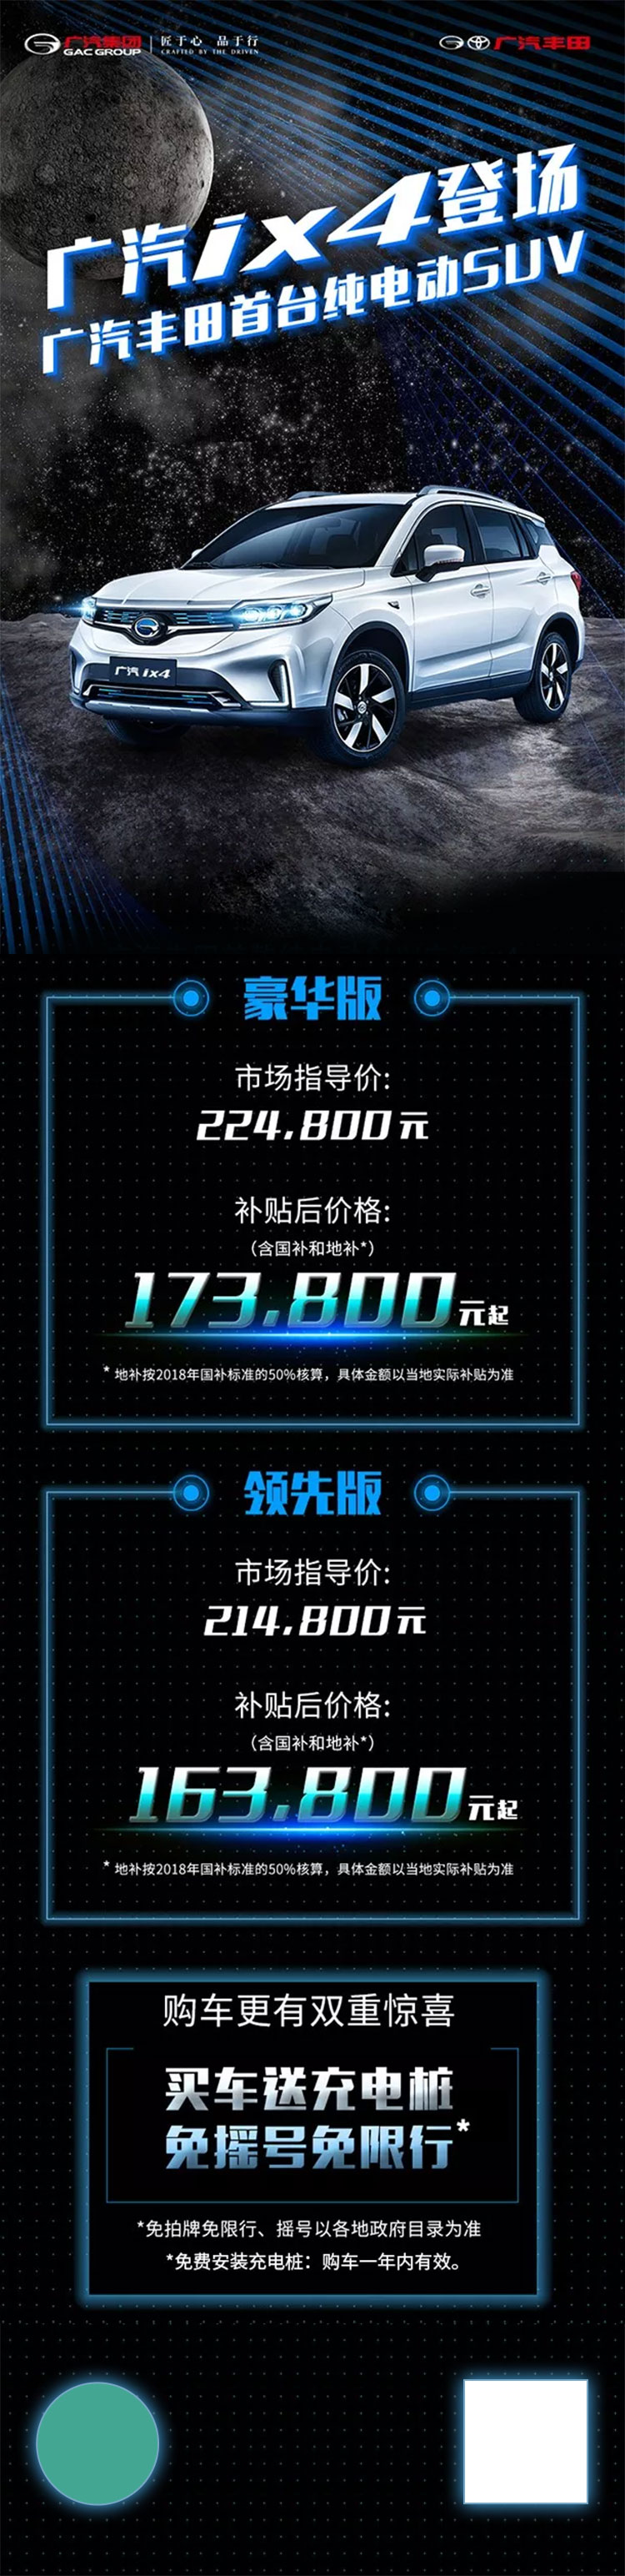 广汽集团
GAC GROUP
匠于心 品于行
CRAFTED BY THE DRIVEN
广汽丰田
广汽ix4登场
广汽丰田首台纯电动SUV
广汽ix4
豪华版
市场指导价:
224,800元
补贴后价格:
(含国补和地补*)
173,800元起
* 地补按2018年国补标准的50%核算，具体金额以当地实际补贴为准
领先版
市场指导价:
214,800元
补贴后价格:
(含国补和地补*)
163,800元起
* 地补按2018年国补标准的50%核算，具体金额以当地实际补贴为准
购车更有双重惊喜
买车送充电桩
免摇号免限行*
*免拍牌免限行、摇号以各地政府目录为准
*免费安装充电桩：购车一年内有效。